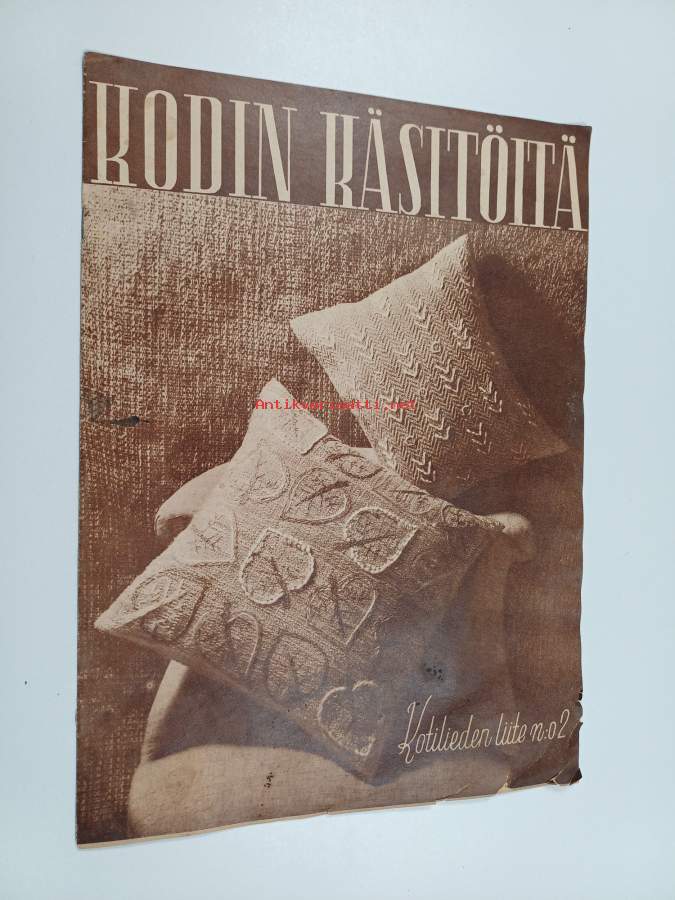 KODIN KÄSITÖITÄ
Antikvariaatti.net
Kotilieden liite n:o 2